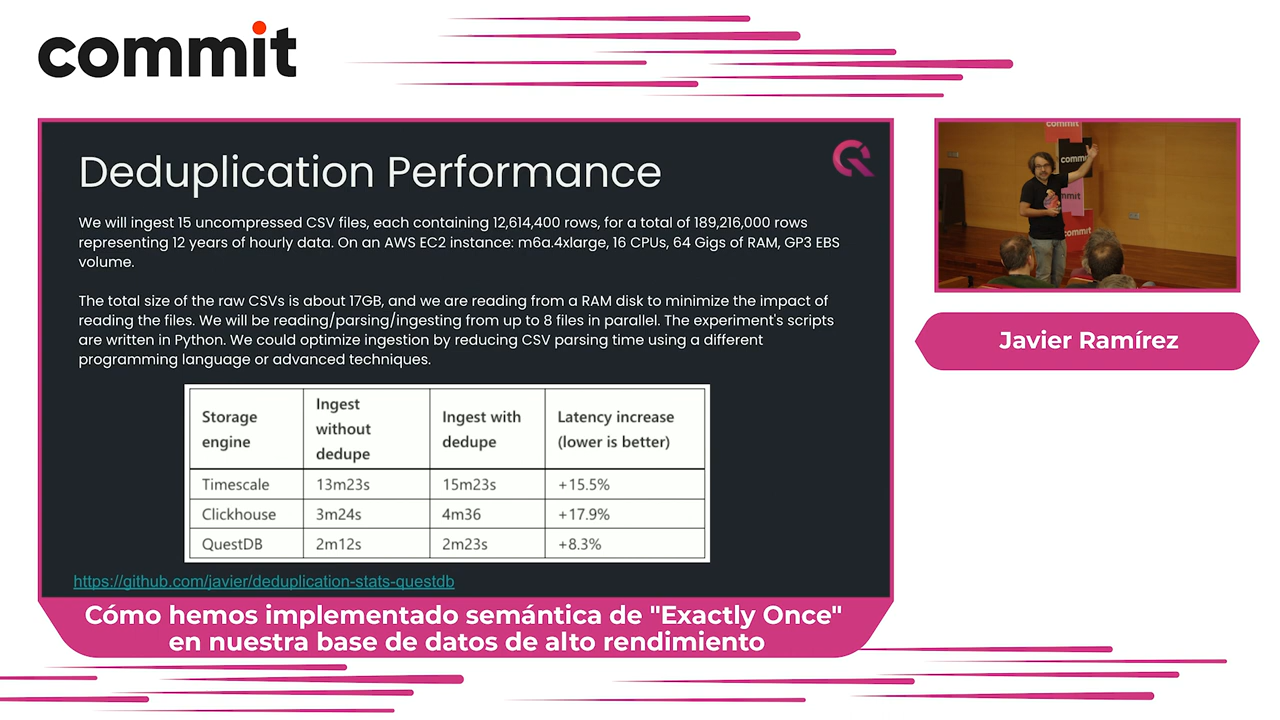 commit
Deduplication Performance
We will ingest 15 uncompressed CSV files, each containing 12,614,400 rows, for a total of 189,216,000 rows
representing 12 years of hourly data. On an AWS EC2 instance: m6a.4xlarge, 16 CPUs, 64 Gigs of RAM, GP3 EBS
volume.
The total size of the raw CSVs is about 17GB, and we are reading from a RAM disk to minimize the impact of
reading the files. We will be reading/parsing/ingesting from up to 8 files in parallel. The experiment's scripts
are written in Python. We could optimize ingestion by reducing CSV parsing time using a different
programming language or advanced techniques.
Storage engine Ingest without dedupe Ingest with dedupe Latency increase (lower is better)
Timescale 13m23s 15m23s +15.5%
Clickhouse 3m24s 4m36 +17.9%
QuestDB 2m12s 2m23s +8.3%
https://github.com/javier/deduplication-stats-questdb
Cómo hemos implementado semántica de "Exactly Once"
en nuestra base de datos de alto rendimiento
commit
comm
mmit
commit
Javier Ramírez